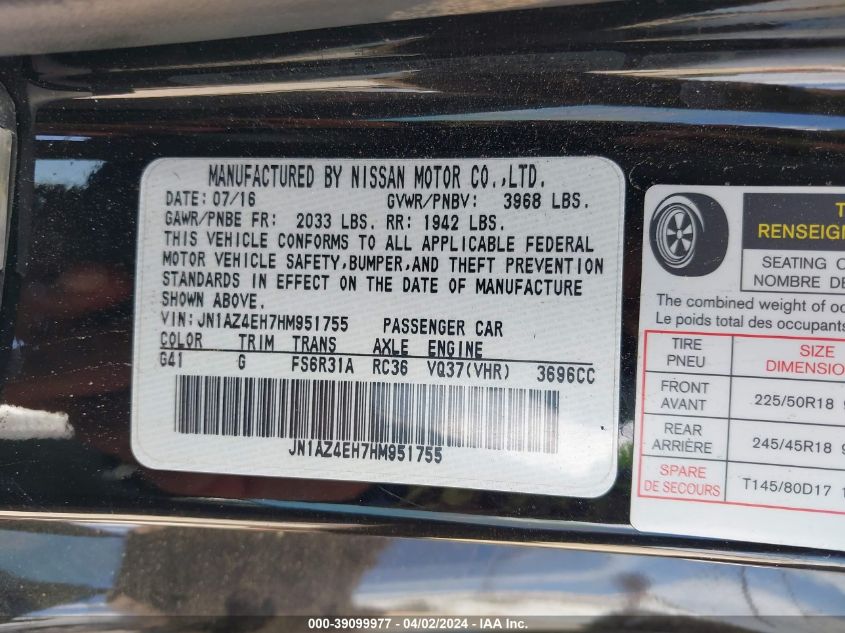 MANUFACTURED BY NISSAN MOTOR CO.,LTD.
DATE: 07/16 GVWR/PNBV: 3968 LBS.
GAWR/PNBE FR: 2033 LBS. RR: 1942 LBS.
THIS VEHICLE CONFORMS TO ALL APPLICABLE FEDERAL
MOTOR VEHICLE SAFETY,BUMPER,AND THEFT PREVENTION
STANDARDS IN EFFECT ON THE DATE OF MANUFACTURE
SHOWN ABOVE.
VIN:JN1AZ4EH7HM951755 PASSENGER CAR
COLOR TRIM TRANS AXLE ENGINE
G41 G FS6R31A RC36 VQ37(VHR) 3696CC
JN1AZ4EH7HM951755
RENSEIGN
SEATING C
NOMBRE DE
The combined weight of oc
Le poids total des occupants
TIRE
PNEU
SIZE
DIMENSIO
FRONT
AVANT
225/50R18
REAR
ARRIÈRE
245/45R18
SPARE
DE SECOURS
T145/80D17
000-39099977 - 04/02/2024 - IAAI Inc.